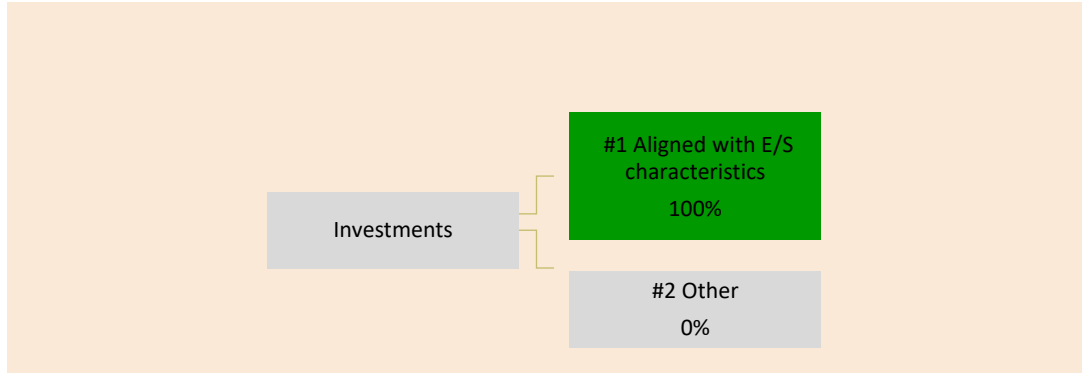 #1 Aligned with E/S
characteristics
100%
Investments
#2 Other
0%